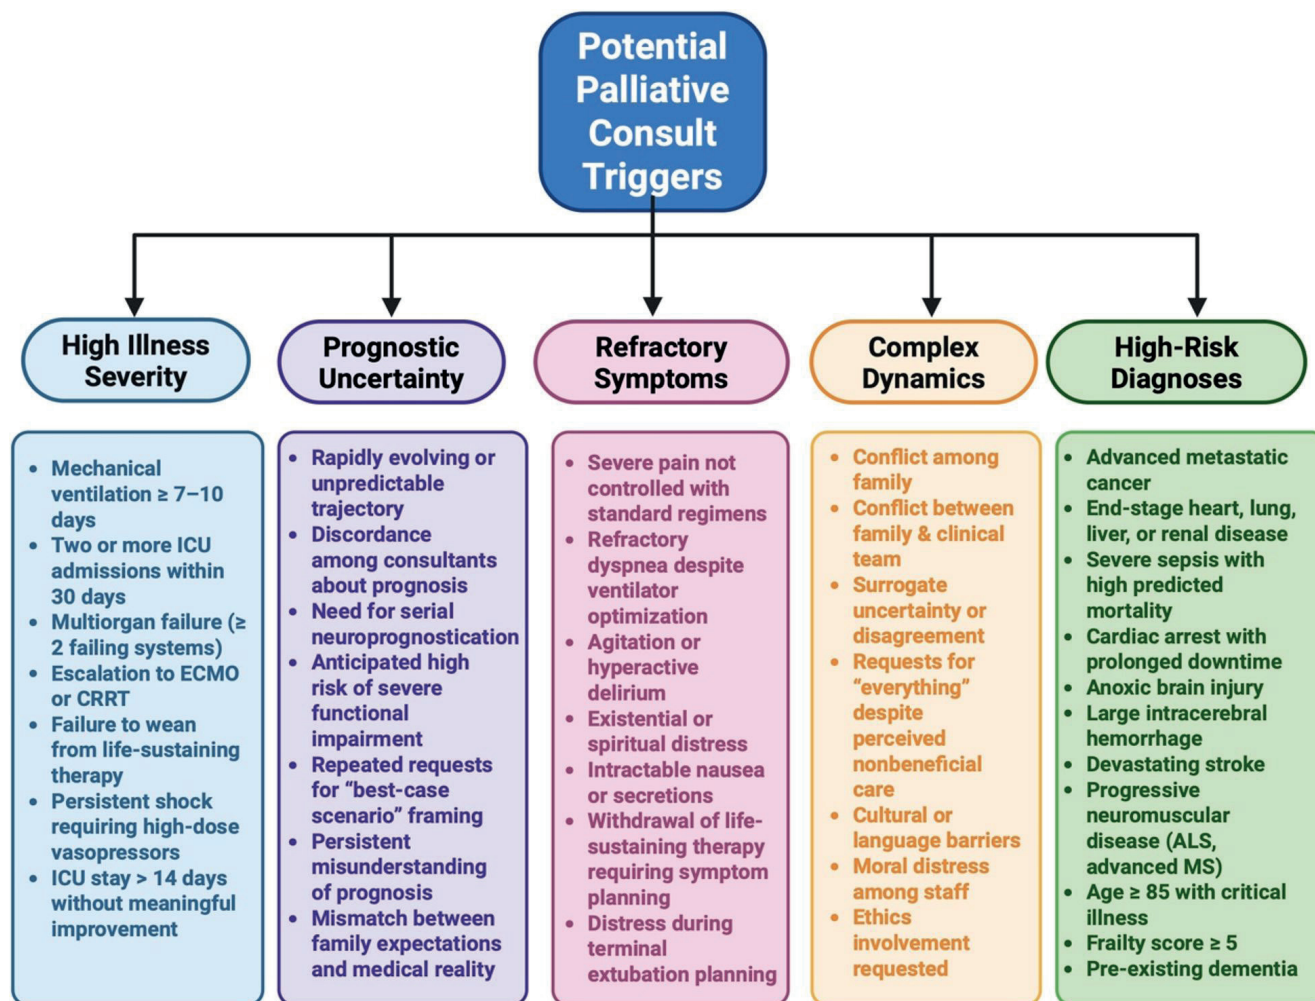 Potential
Palliative
Consult
Triggers
High Illness
Severity
• Mechanical
ventilation ≥ 7–10
days
• Two or more ICU
admissions within
30 days
• Multiorgan failure (≥
2 failing systems)
• Escalation to ECMO
or CRRT
• Failure to wean
from life-sustaining
therapy
• Persistent shock
requiring high-dose
vasopressors
• ICU stay > 14 days
without meaningful
improvement
Prognostic
Uncertainty
• Rapidly evolving or
unpredictable
trajectory
• Discordance
among consultants
about prognosis
• Need for serial
neuroprognostication
• Anticipated high
risk of severe
functional
impairment
• Repeated requests
for “best-case
scenario” framing
• Persistent
misunderstanding
of prognosis
• Mismatch between
family expectations
and medical reality
Refractory
Symptoms
• Severe pain not
controlled with
standard regimens
• Refractory
dyspnea despite
ventilator
optimization
• Agitation or
hyperactive
delirium
• Existential or
spiritual distress
• Intractable nausea
or secretions
• Withdrawal of life-
sustaining therapy
requiring symptom
planning
• Distress during
terminal
extubation planning
Complex
Dynamics
• Conflict among
family
• Conflict between
family & clinical
team
• Surrogate
uncertainty or
disagreement
• Requests for
“everything” despite
perceived
nonbeneficial
care
• Cultural or
language barriers
• Moral distress
among staff
• Ethics
involvement
requested
High-Risk
Diagnoses
• Advanced metastatic
cancer
• End-stage heart, lung,
liver, or renal disease
• Severe sepsis with
high predicted
mortality
• Cardiac arrest with
prolonged downtime
• Anoxic brain injury
• Large intracerebral
hemorrhage
• Devastating stroke
• Progressive
neuromuscular
disease (ALS,
advanced MS)
• Age ≥ 85 with critical
illness
• Frailty score ≥ 5
• Pre-existing dementia